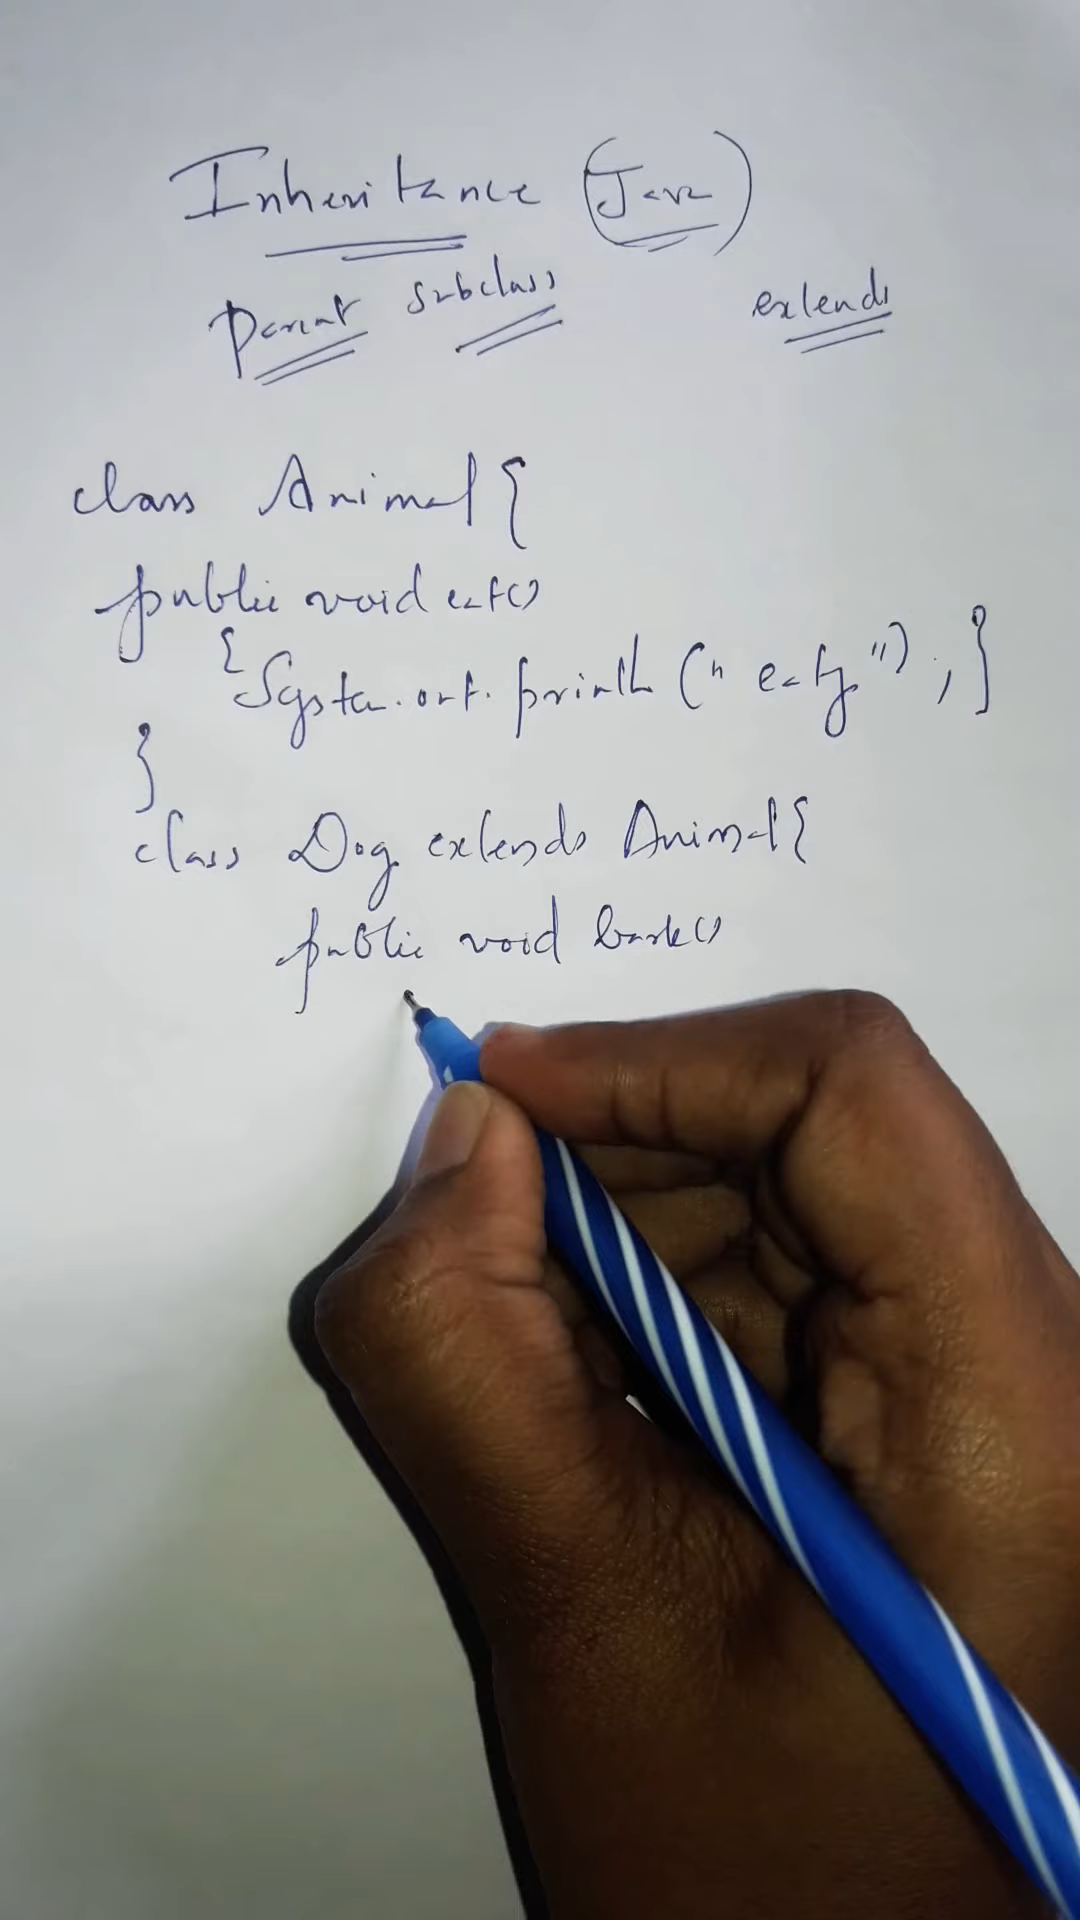 Inheritance (Java)
Parent subclass extends
class Animal {
public void eat()
{ System.out.println ("eatg"); }
}
class Dog extends Animal {
public void bark()